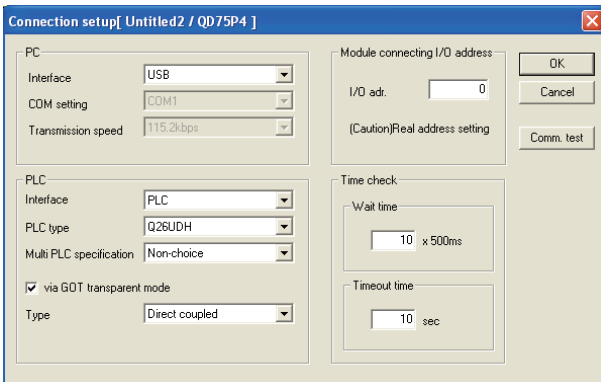 Connection setup[ Untitled2 / QD75P4 ]
PC
Interface USB
COM setting COM1
Transmission speed 115.2kbps
Module connecting I/O address
I/O adr. 0
(Caution)Real address setting
OK
Cancel
Comm. test
PLC
Interface PLC
PLC type Q26UDH
Multi PLC specification Non-choice
via GOT transparent mode
Type Direct coupled
Time check
Wait time
10 x 500ms
Timeout time
10 sec